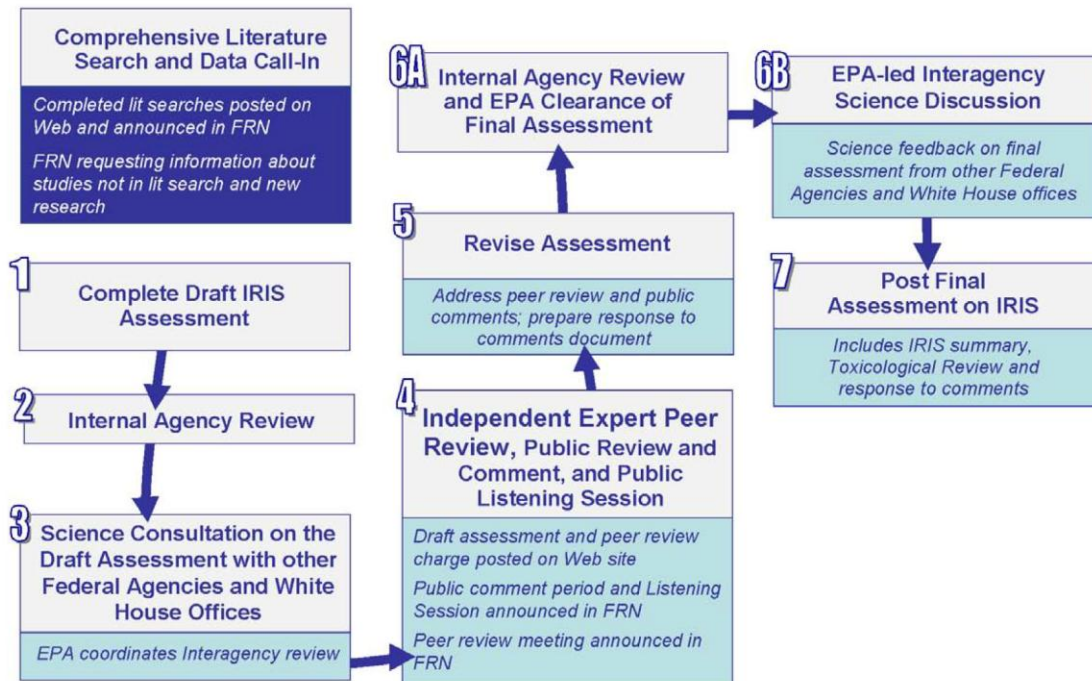 Comprehensive Literature
Search and Data Call-In
Completed lit searches posted on
Web and announced in FRN
FRN requesting information about
studies not in lit search and new
research
1
Complete Draft IRIS
Assessment
2
Internal Agency Review
3
Science Consultation on the
Draft Assessment with other
Federal Agencies and White
House Offices
EPA coordinates Interagency review
4
Independent Expert Peer
Review, Public Review and
Comment, and Public
Listening Session
Draft assessment and peer review
charge posted on Web site
Public comment period and Listening
Session announced in FRN
Peer review meeting announced in
FRN
5
Revise Assessment
Address peer review and public
comments; prepare response to
comments document
6A
Internal Agency Review
and EPA Clearance of
Final Assessment
6B
EPA-led Interagency
Science Discussion
Science feedback on final
assessment from other Federal
Agencies and White House offices
7
Post Final
Assessment on IRIS
Includes IRIS summary,
Toxicological Review and
response to comments